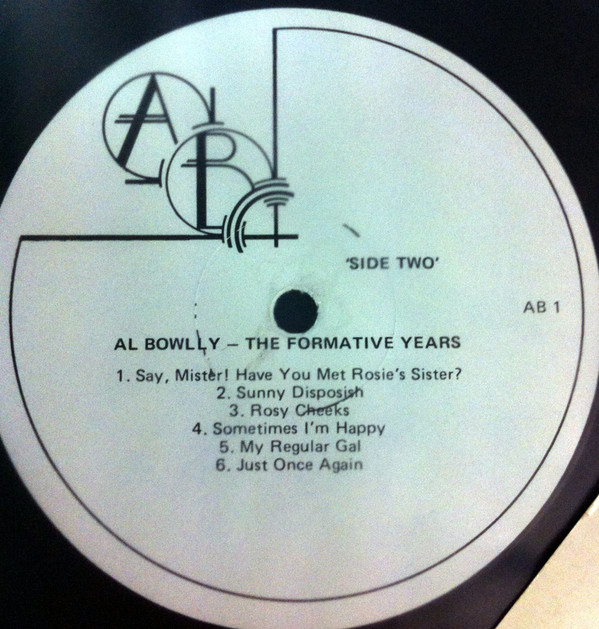 AB
'SIDE TWO'
AB 1
AL BOWLLY – THE FORMATIVE YEARS
1. Say, Mister! Have You Met Rosie's Sister?
2. Sunny Disposish
3. Rosy Cheeks
4. Sometimes I'm Happy
5. My Regular Gal
6. Just Once Again